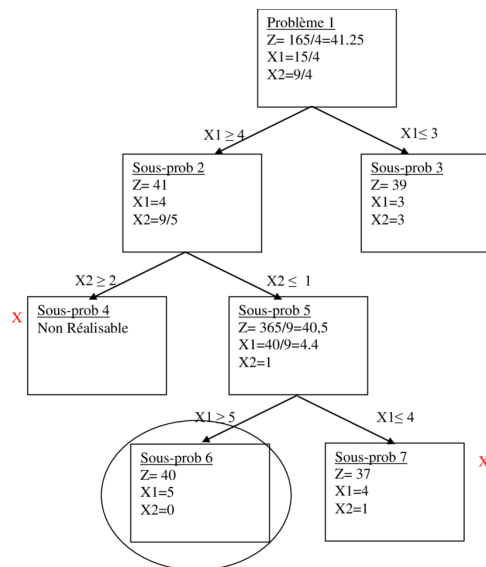 Problème 1
Z= 165/4=41.25
X1=15/4
X2=9/4
X1 ≥ 4
X1≤ 3
Sous-prob 2
Z= 41
X1=4
X2=9/5
Sous-prob 3
Z= 39
X1=3
X2=3
X2 ≥ 2
X2 ≤ 1
X
Sous-prob 4
Non Réalisable
Sous-prob 5
Z= 365/9=40,5
X1=40/9=4.4
X2=1
X1 ≥ 5
X1≤ 4
Sous-prob 6
Z= 40
X1=5
X2=0
Sous-prob 7
Z= 37
X1=4
X2=1
X